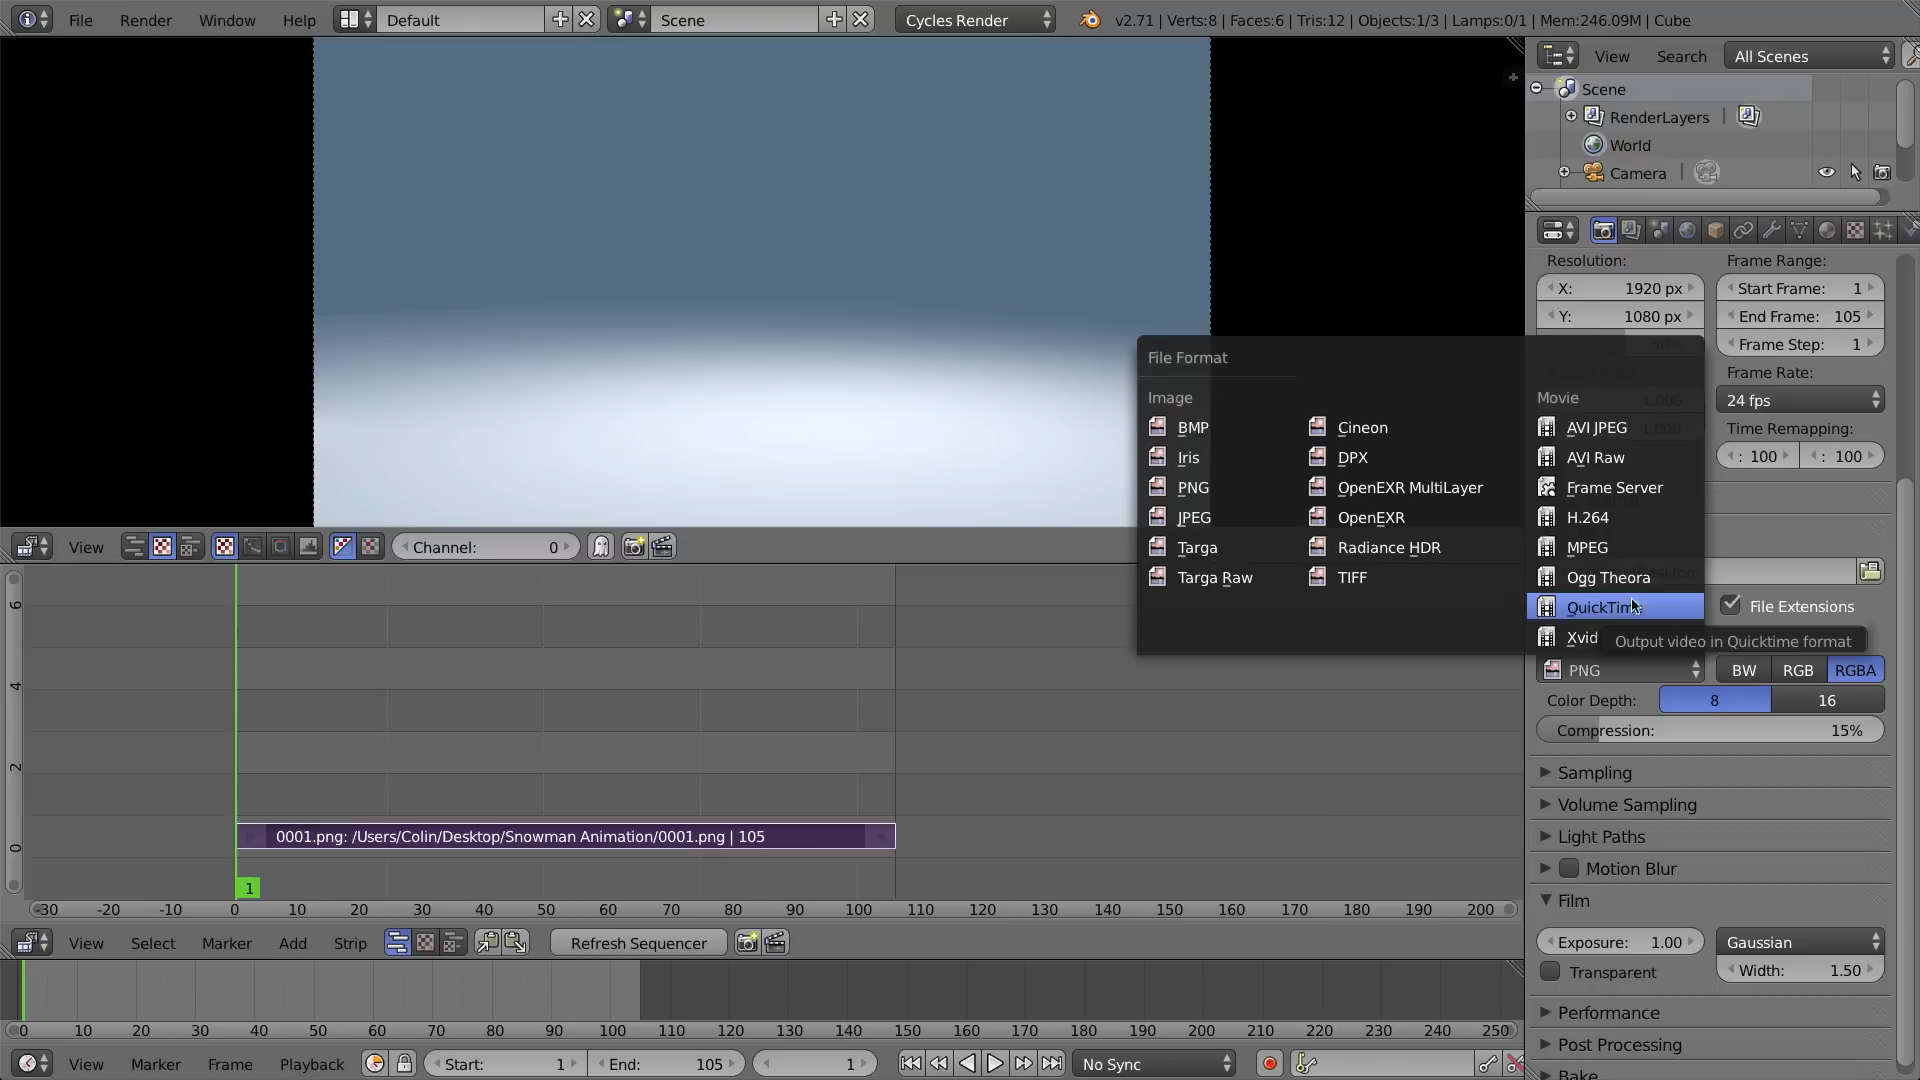 File Render Window Help Default Scene Cycles Render v2.71 | Verts:8 | Faces:6 | Tris:12 | Objects:1/3 | Lamps:0/1 | Mem:246.09M | Cube
View Search All Scenes
Scene
RenderLayers |
World
Camera |
Resolution: Frame Range:
X: 1920 px Start Frame: 1
Y: 1080 px End Frame: 105
Frame Step: 1
Frame Rate:
24 fps
Time Remapping:
: 100 : 100
File Format
Image Movie
BMP Cineon AVI JPEG
Iris DPX AVI Raw
PNG OpenEXR MultiLayer Frame Server
JPEG OpenEXR H.264
Targa Radiance HDR MPEG
Targa Raw TIFF Ogg Theora
QuickTime File Extensions
Xvid Output video in Quicktime format
PNG BW RGB RGBA
Color Depth: 8 16
Compression: 15%
Sampling
Volume Sampling
Light Paths
Motion Blur
Film
Exposure: 1.00 Gaussian
Transparent Width: 1.50
Performance
Post Processing
Bake
View Channel: 0
6
4
2
0
0001.png: /Users/Colin/Desktop/Snowman Animation/0001.png | 105
1
-30 -20 -10 0 10 20 30 40 50 60 70 80 90 100 110 120 130 140 150 160 170 180 190 200
View Select Marker Add Strip Refresh Sequencer
0 10 20 30 40 50 60 70 80 90 100 110 120 130 140 150 160 170 180 190 200 210 220 230 240 250
View Marker Frame Playback Start: 1 End: 105 1 No Sync